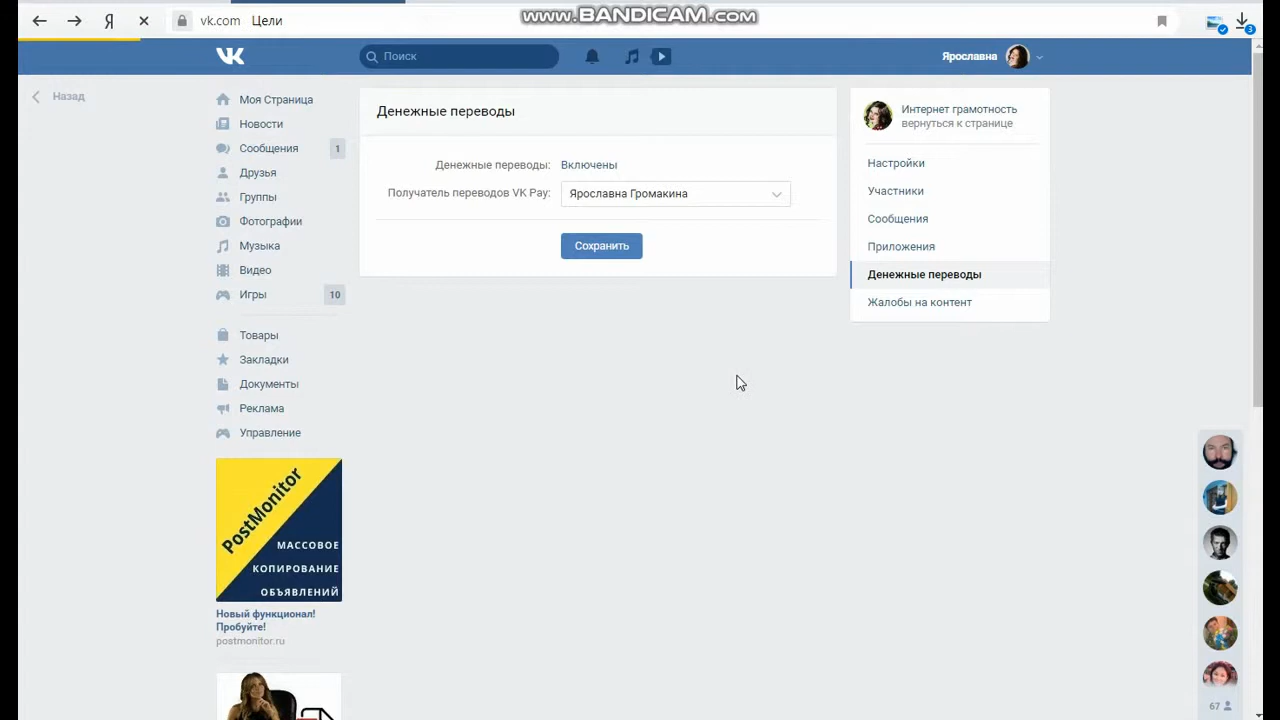 www.BANDICAM.com
Я
vk.com Цели
3
Поиск
Ярославна
Назад
Моя Страница
Новости
Сообщения 1
Друзья
Группы
Фотографии
Музыка
Видео
Игры 10
Товары
Закладки
Документы
Реклама
Управление
PostMonitor
МАССОВОЕ
КОПИРОВАНИЕ
ОБЪЯВЛЕНИЙ
Новый функционал!
Пробуйте!
postmonitor.ru
Денежные переводы
Денежные переводы: Включены
Получатель переводов VK Pay: Ярославна Громакина
Сохранить
Интернет грамотность
вернуться к странице
Настройки
Участники
Сообщения
Приложения
Денежные переводы
Жалобы на контент
67